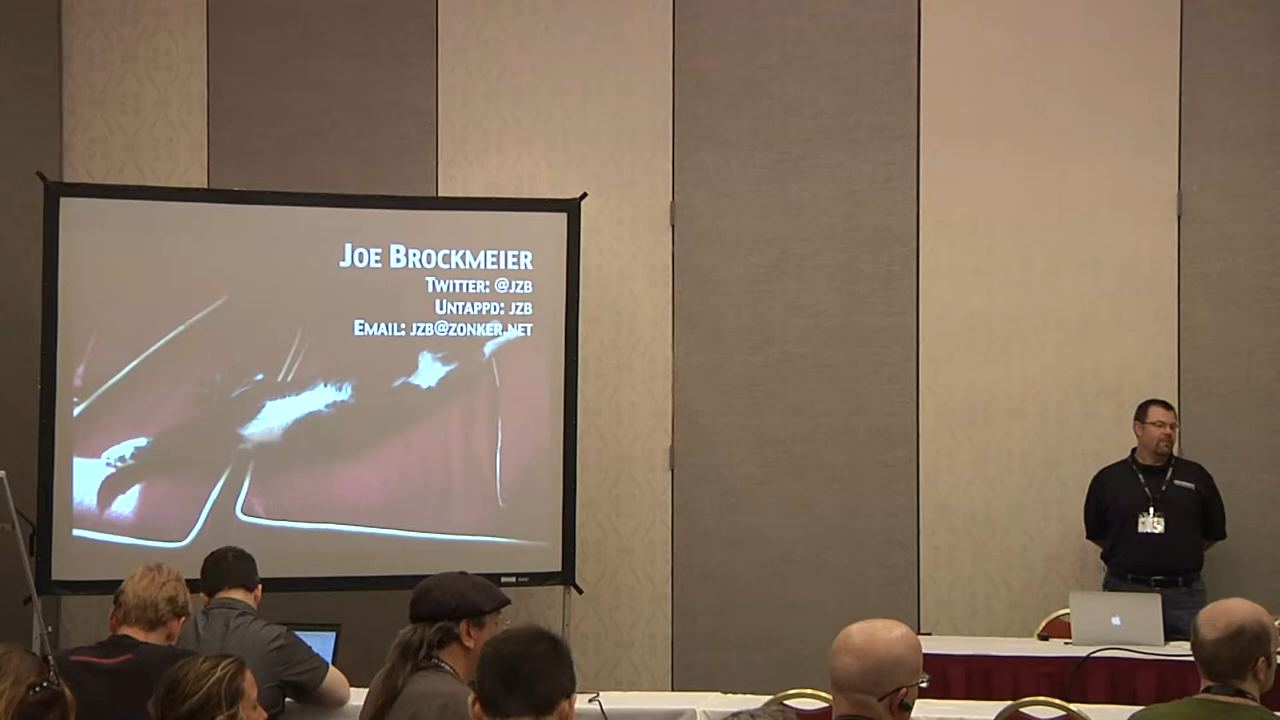 Joe Brockmeier
Twitter: @jzb
Untappd: jzb
Email: jzb@zonker.net